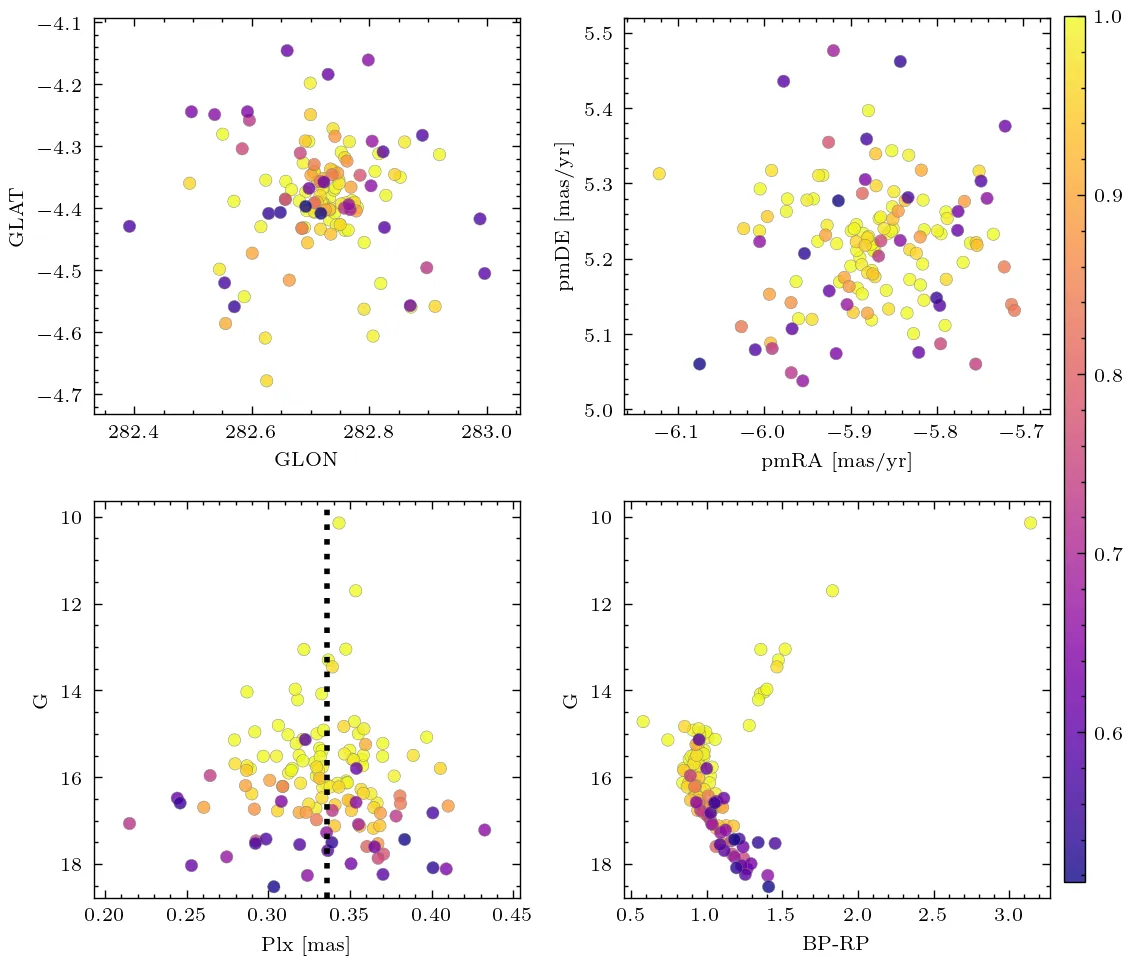 −4.1
−4.2
−4.3
−4.4
−4.5
−4.6
−4.7
GLAT
282.4 282.6 282.8 283.0
GLON
5.5
5.4
5.3
5.2
5.1
5.0
pmDE [mas/yr]
−6.1 −6.0 −5.9 −5.8 −5.7
pmRA [mas/yr]
1.0
0.9
0.8
0.7
0.6
10
12
14
16
18
G
0.20 0.25 0.30 0.35 0.40 0.45
Plx [mas]
10
12
14
16
18
G
0.5 1.0 1.5 2.0 2.5 3.0
BP-RP